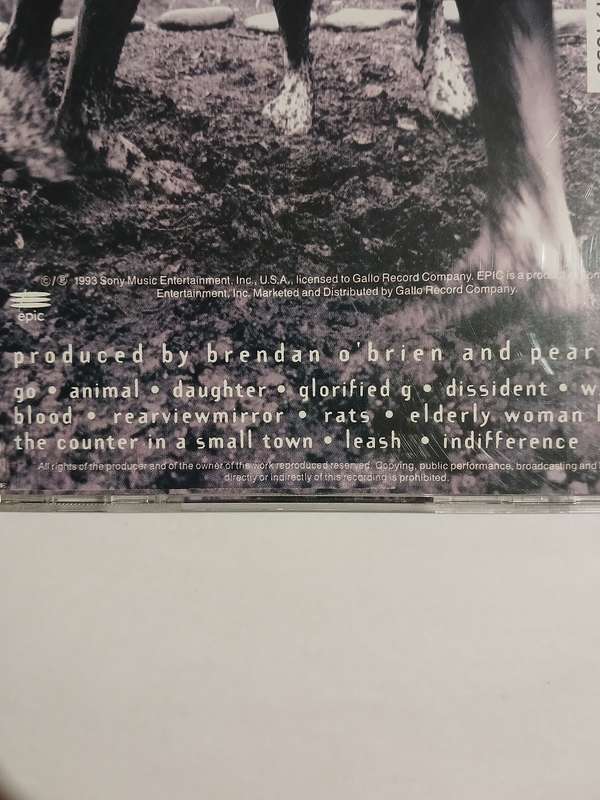 ©/℗ 1993 Sony Music Entertainment, Inc., U.S.A., licensed to Gallo Record Company. EPIC is a
Entertainment, Inc. Marketed and Distributed by Gallo Record Company.
epic
produced by brendan o'brien and pear
go • animal • daughter • glorified g • dissident • w
blood • rearviewmirror • rats • elderly woman
the counter in a small town • leash • indifference
All rights of the producer and of the owner of the work reproduced reserved. Copying, public performance, broadcasting and
directly or indirectly of this recording is prohibited.